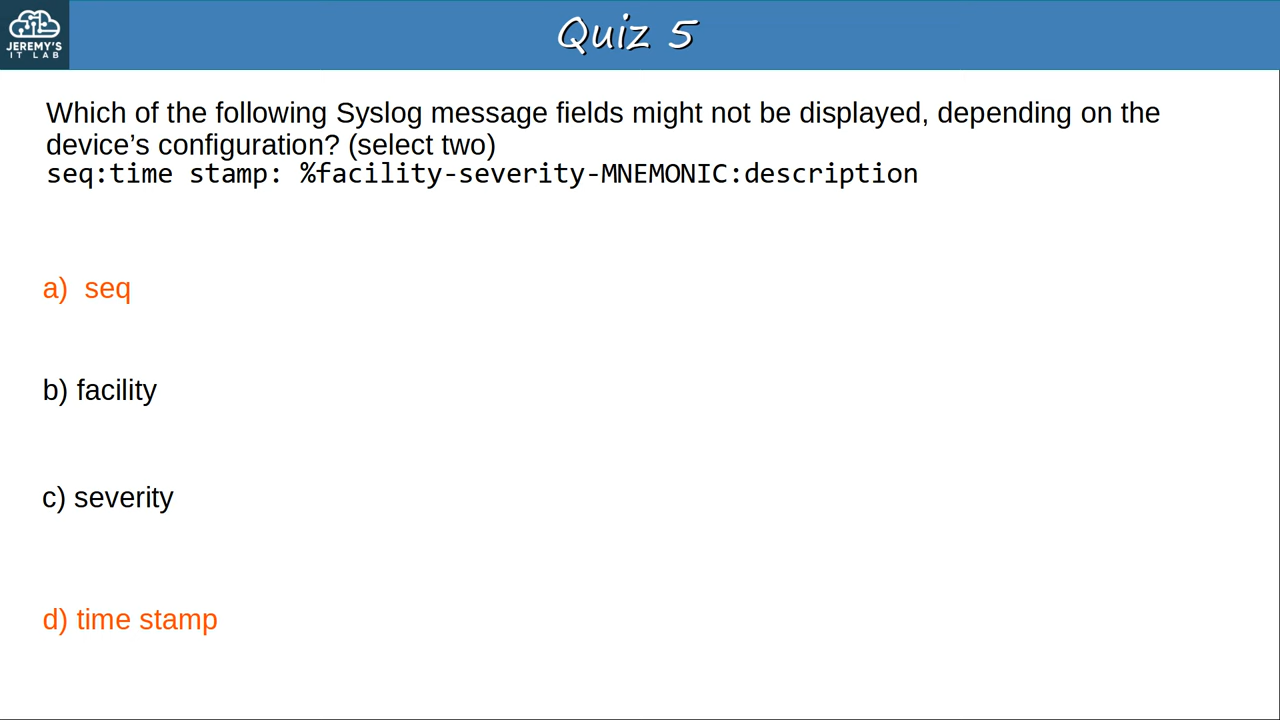 JEREMY'S
IT LAB
Quiz 5
Which of the following Syslog message fields might not be displayed, depending on the
device’s configuration? (select two)
seq:time stamp: %facility-severity-MNEMONIC:description
a) seq
b) facility
c) severity
d) time stamp